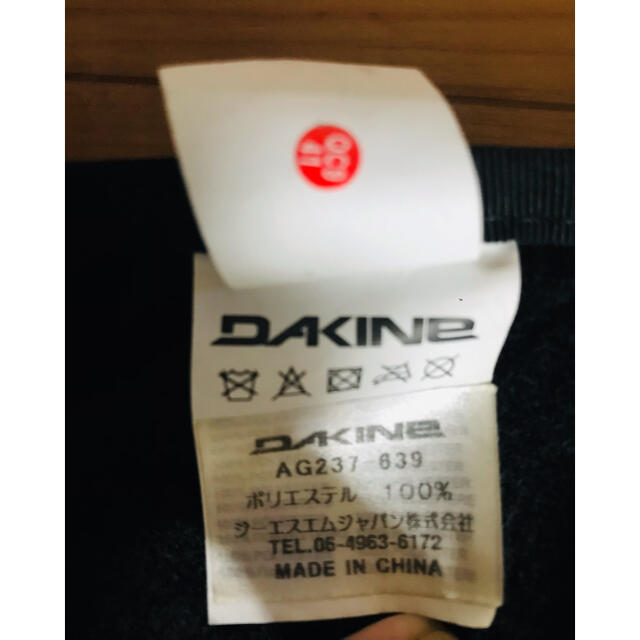 DAKINE
DAKINE
AG237-639
ポリエステル 100%
ジーエスエムジャパン株式会社
TEL.06-4963-6172
MADE IN CHINA